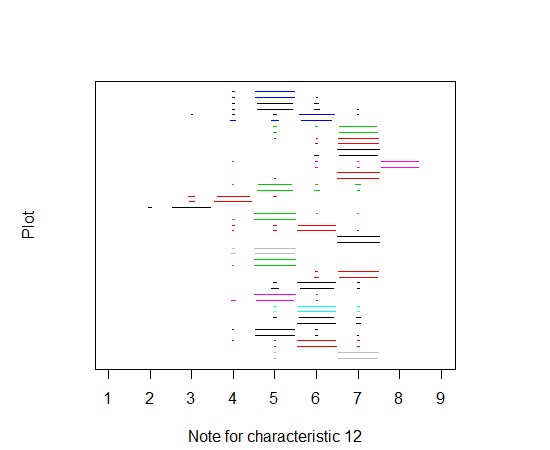 Plot
1 2 3 4 5 6 7 8 9
Note for characteristic 12